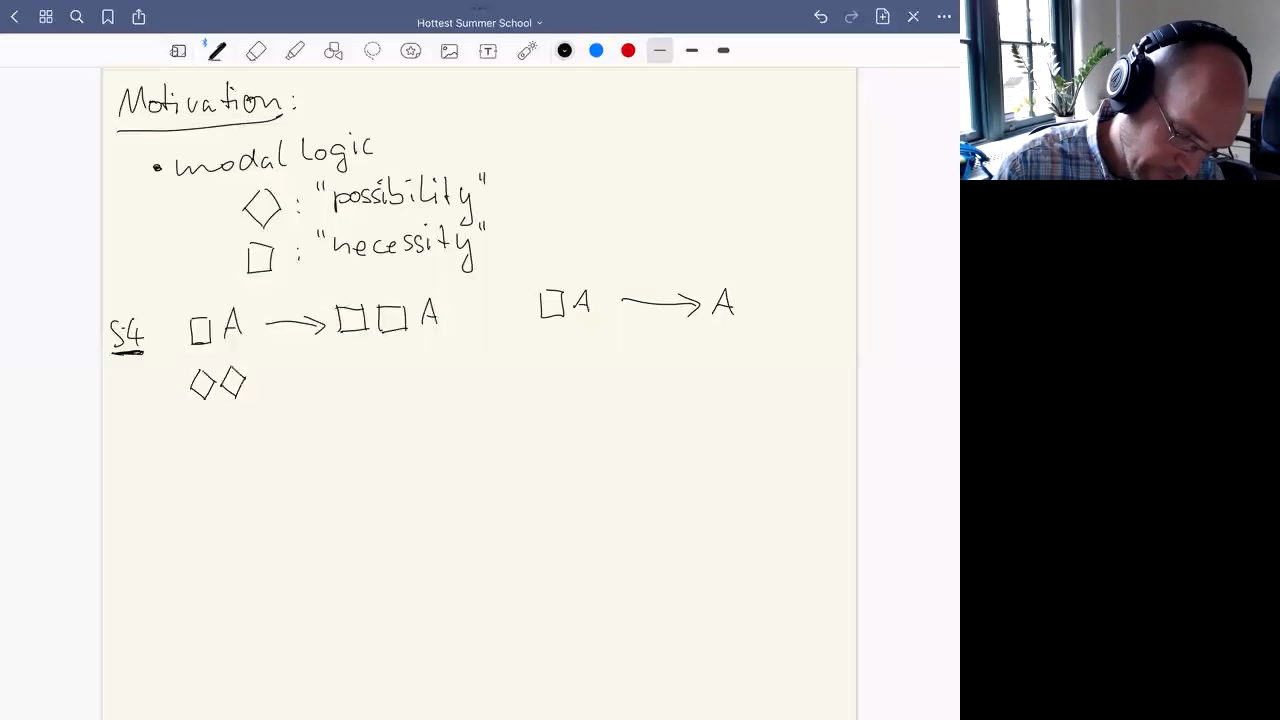 Hottest Summer School
Motivation:
• modal logic
◇ : "possibility"
□ : "necessity"
S4 □A → □□A □A → A
◇◇